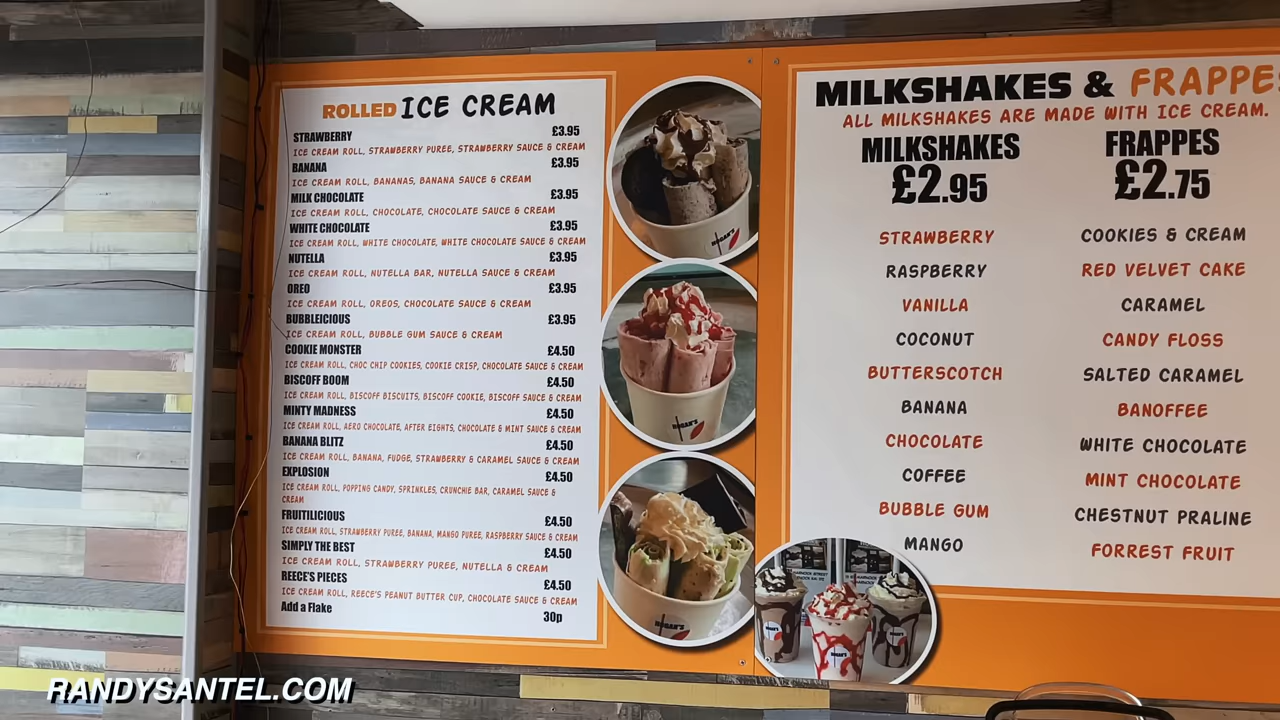 ROLLED ICE CREAM
STRAWBERRY £3.95
ICE CREAM ROLL, STRAWBERRY PUREE, STRAWBERRY SAUCE & CREAM
BANANA £3.95
ICE CREAM ROLL, BANANAS, BANANA SAUCE & CREAM
MILK CHOCOLATE £3.95
ICE CREAM ROLL, CHOCOLATE, CHOCOLATE SAUCE & CREAM
WHITE CHOCOLATE £3.95
ICE CREAM ROLL, WHITE CHOCOLATE, WHITE CHOCOLATE SAUCE & CREAM
NUTELLA £3.95
ICE CREAM ROLL, NUTELLA BAR, NUTELLA SAUCE & CREAM
OREO £3.95
ICE CREAM ROLL, OREOS, CHOCOLATE SAUCE & CREAM
BUBBLEICIOUS £3.95
ICE CREAM ROLL, BUBBLE GUM SAUCE & CREAM
COOKIE MONSTER £4.50
ICE CREAM ROLL, CHOC CHIP COOKIES, COOKIE CRISP, CHOCOLATE SAUCE & CREAM
BISCOFF BOOM £4.50
ICE CREAM ROLL, BISCOFF BISCUITS, BISCOFF COOKIE, BISCOFF SAUCE & CREAM
MINTY MADNESS £4.50
ICE CREAM ROLL, AERO CHOCOLATE, AFTER EIGHTS, CHOCOLATE & MINT SAUCE & CREAM
BANANA BLITZ £4.50
ICE CREAM ROLL, BANANA, FUDGE, STRAWBERRY & CARAMEL SAUCE & CREAM
EXPLOSION £4.50
ICE CREAM ROLL, POPPING CANDY, SPRINKLES, CRUNCHIE BAR, CARAMEL SAUCE &
CREAM
FRUITILICIOUS £4.50
ICE CREAM ROLL, STRAWBERRY PUREE, BANANA, MANGO PUREE, RASPBERRY SAUCE & CREAM
SIMPLY THE BEST £4.50
ICE CREAM ROLL, STRAWBERRY PUREE, NUTELLA & CREAM
REECE'S PIECES £4.50
ICE CREAM ROLL, REECE'S PEANUT BUTTER CUP, CHOCOLATE SAUCE & CREAM
Add a Flake 30p
HOGAN'S
HOGAN'S
HOGAN'S
MILKSHAKES & FRAPPES
ALL MILKSHAKES ARE MADE WITH ICE CREAM.
MILKSHAKES
£2.95
STRAWBERRY
RASPBERRY
VANILLA
COCONUT
BUTTERSCOTCH
BANANA
CHOCOLATE
COFFEE
BUBBLE GUM
MANGO
FRAPPES
£2.75
COOKIES & CREAM
RED VELVET CAKE
CARAMEL
CANDY FLOSS
SALTED CARAMEL
BANOFFEE
WHITE CHOCOLATE
MINT CHOCOLATE
CHESTNUT PRALINE
FORREST FRUIT
RANDYSANTEL.COM